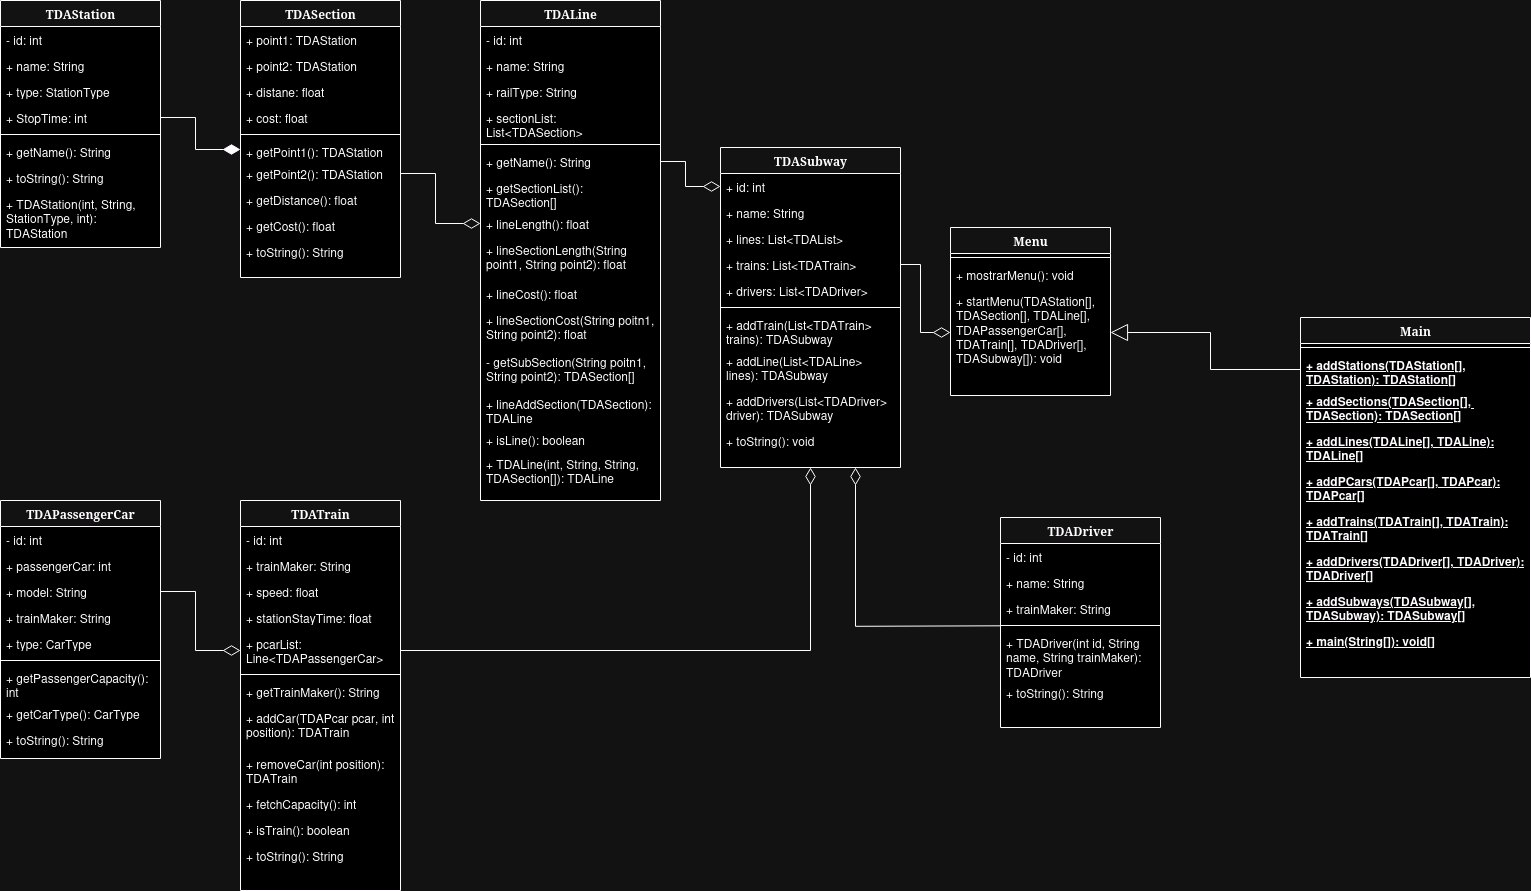 TDAStation
- id: int
+ name: String
+ type: StationType
+ StopTime: int
+ getName(): String
+ toString(): String
+ TDAStation(int, String,
StationType, int):
TDAStation
TDASection
+ point1: TDAStation
+ point2: TDAStation
+ distane: float
+ cost: float
+ getPoint1(): TDAStation
+ getPoint2(): TDAStation
+ getDistance(): float
+ getCost(): float
+ toString(): String
TDALine
- id: int
+ name: String
+ railType: String
+ sectionList:
List<TDASection>
+ getName(): String
+ getSectionList():
TDASection[]
+ lineLength(): float
+ lineSectionLength(String
point1, String point2): float
+ lineCost(): float
+ lineSectionCost(String poitn1,
String point2): float
- getSubSection(String poitn1,
String point2): TDASection[]
+ lineAddSection(TDASection):
TDALine
+ isLine(): boolean
+ TDALine(int, String, String,
TDASection[]): TDALine
TDASubway
+ id: int
+ name: String
+ lines: List<TDAList>
+ trains: List<TDATrain>
+ drivers: List<TDADriver>
+ addTrain(List<TDATrain>
trains): TDASubway
+ addLine(List<TDALine>
lines): TDASubway
+ addDrivers(List<TDADriver>
driver): TDASubway
+ toString(): void
Menu
+ mostrarMenu(): void
+ startMenu(TDAStation[],
TDASection[], TDALine[],
TDAPassengerCar[],
TDATrain[], TDADriver[],
TDASubway[]): void
Main
+ addStations(TDAStation[],
TDAStation): TDAStation[]
+ addSections(TDASection[],
TDASection): TDASection[]
+ addLines(TDALine[], TDALine):
TDALine[]
+ addPCars(TDAPcar[], TDAPcar):
TDAPcar[]
+ addTrains(TDATrain[], TDATrain):
TDATrain[]
+ addDrivers(TDADriver[], TDADriver):
TDADriver[]
+ addSubways(TDASubway[],
TDASubway): TDASubway[]
+ main(String[]): void[]
TDAPassengerCar
- id: int
+ passengerCar: int
+ model: String
+ trainMaker: String
+ type: CarType
+ getPassengerCapacity():
int
+ getCarType(): CarType
+ toString(): String
TDATrain
- id: int
+ trainMaker: String
+ speed: float
+ stationStayTime: float
+ pcarList:
Line<TDAPassengerCar>
+ getTrainMaker(): String
+ addCar(TDAPcar pcar, int
position): TDATrain
+ removeCar(int position):
TDATrain
+ fetchCapacity(): int
+ isTrain(): boolean
+ toString(): String
TDADriver
- id: int
+ name: String
+ trainMaker: String
+ TDADriver(int id, String
name, String trainMaker):
TDADriver
+ toString(): String